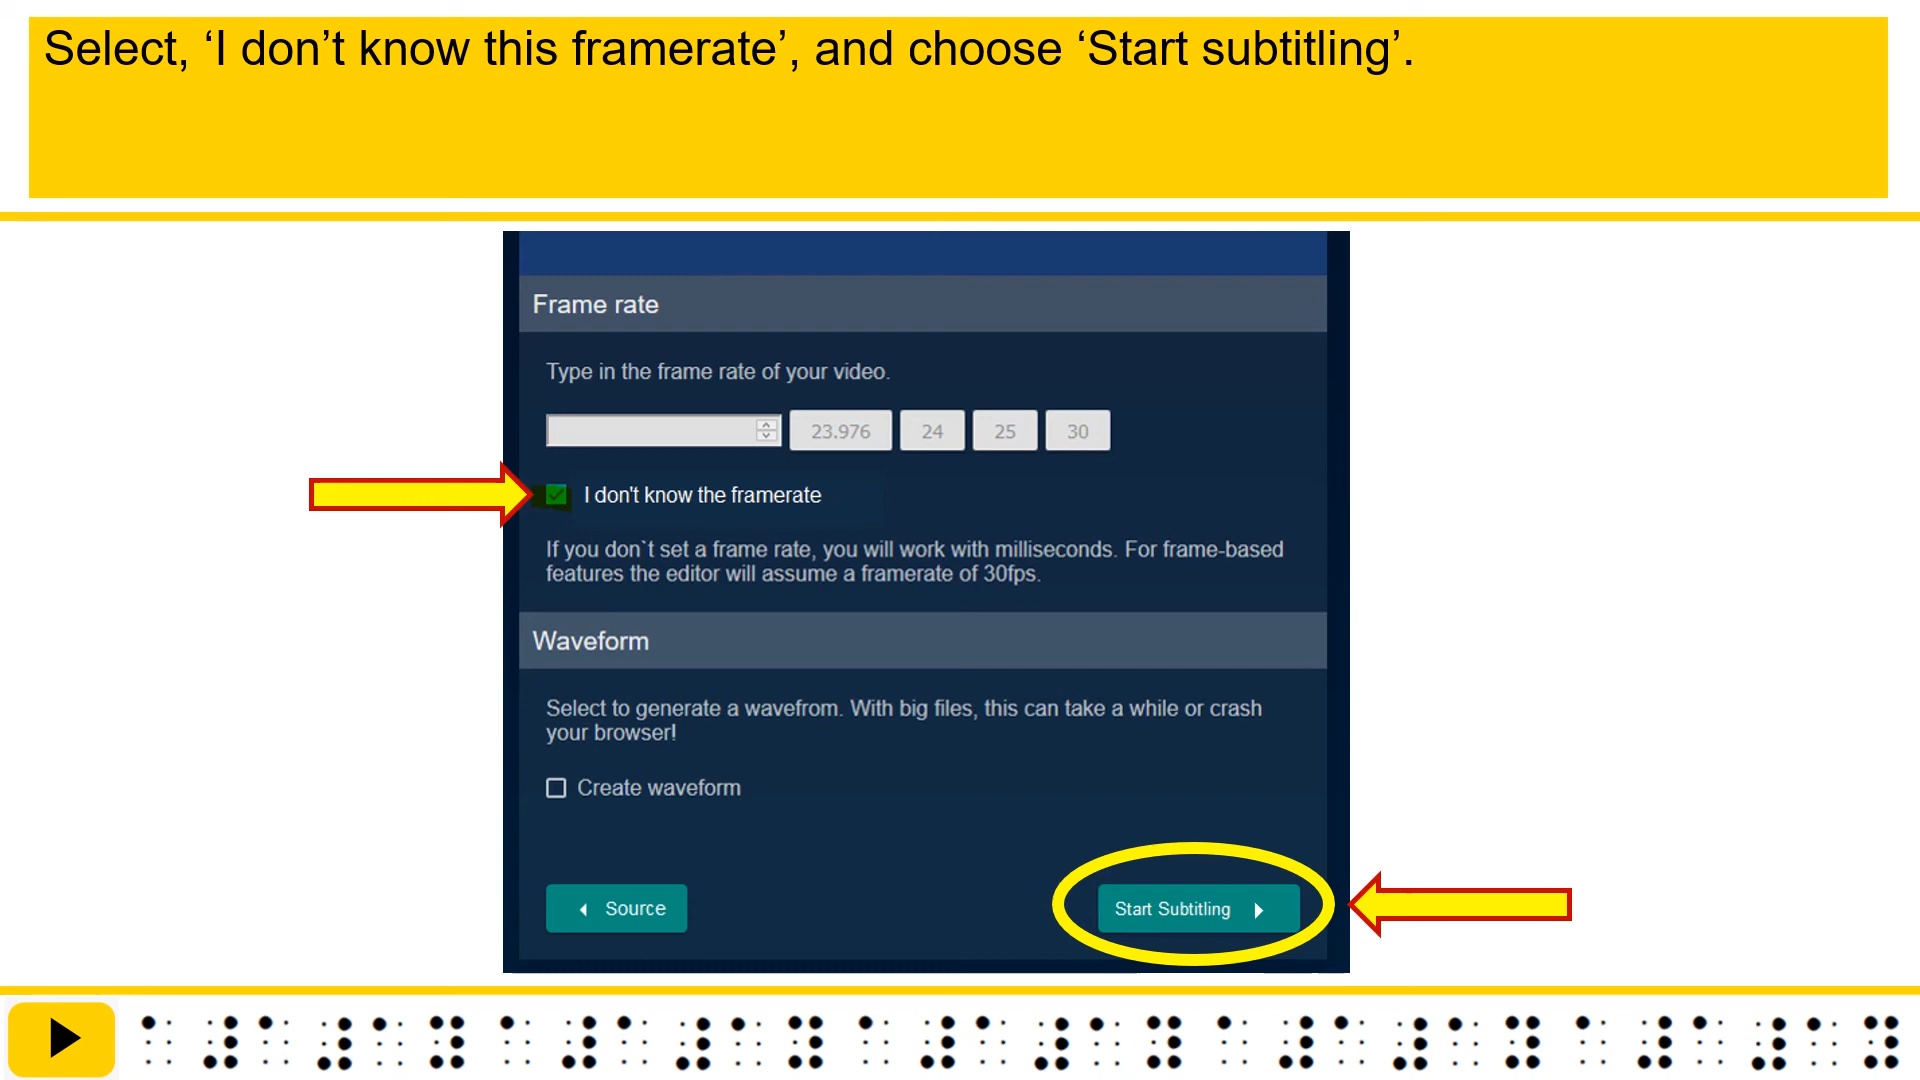 Select, ‘I don’t know this framerate’, and choose ‘Start subtitling’.
Frame rate
Type in the frame rate of your video.
23.976 24 25 30
I don't know the framerate
If you don`t set a frame rate, you will work with milliseconds. For frame-based
features the editor will assume a framerate of 30fps.
Waveform
Select to generate a wavefrom. With big files, this can take a while or crash
your browser!
Create waveform
Source
Start Subtitling